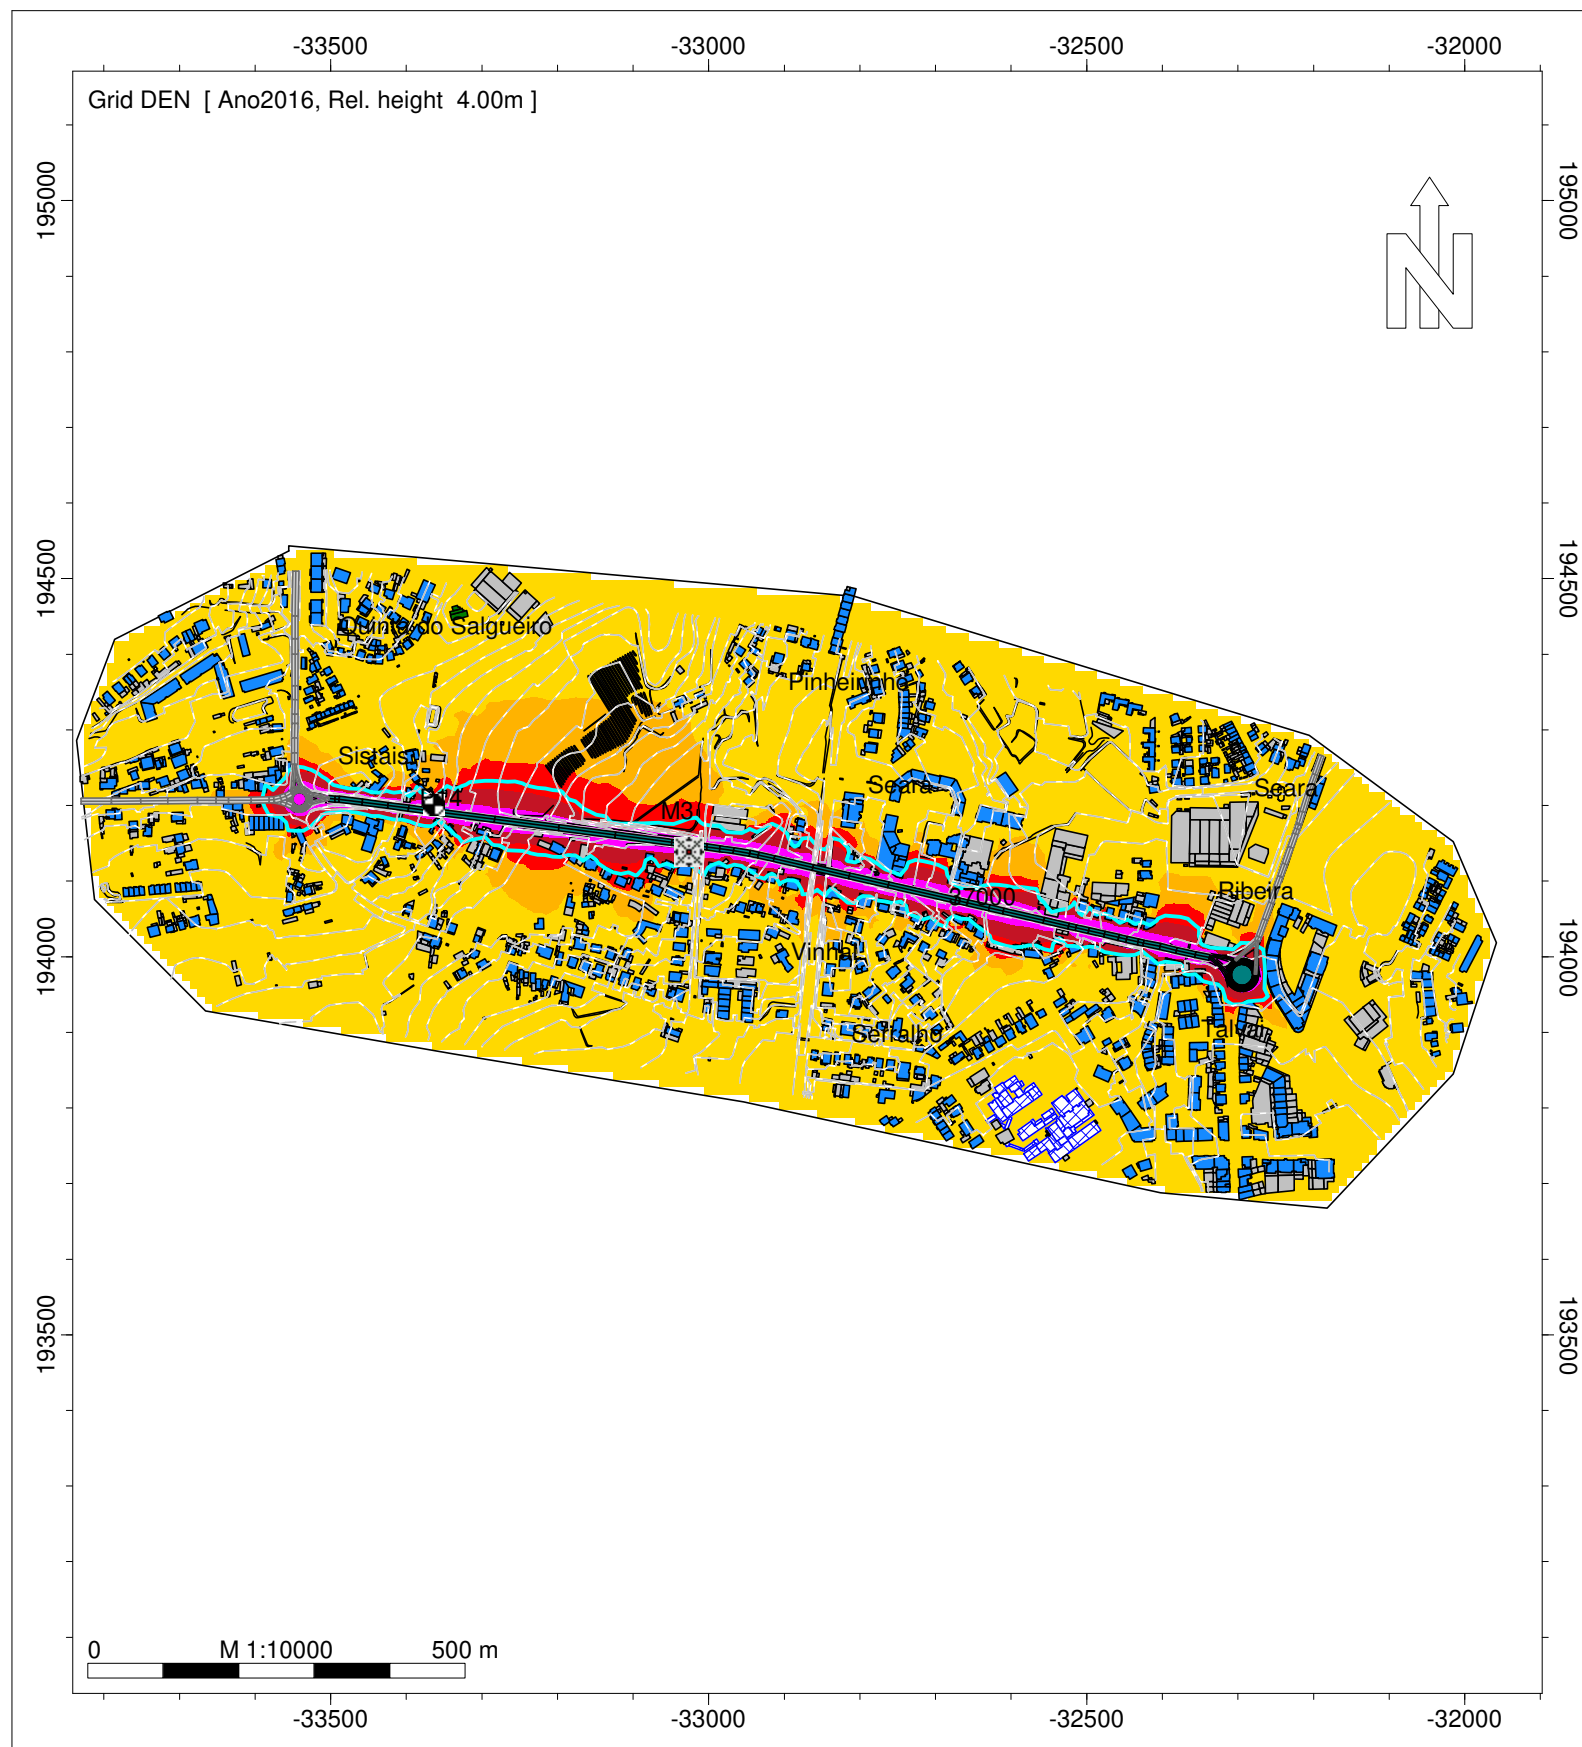 -33500 -33000 -32500 -32000
Grid DEN [ Ano2016, Rel. height 4.00m ]
195000 195000
N
194500 194500
Quinta do Salgueiro
Pinheirinho
Sistais
Seara Seara
M3
37000 Ribeira
Vinhal
194000 194000
Serralho Talvai
193500 193500
0 M 1:10000 500 m
-33500 -33000 -32500 -32000